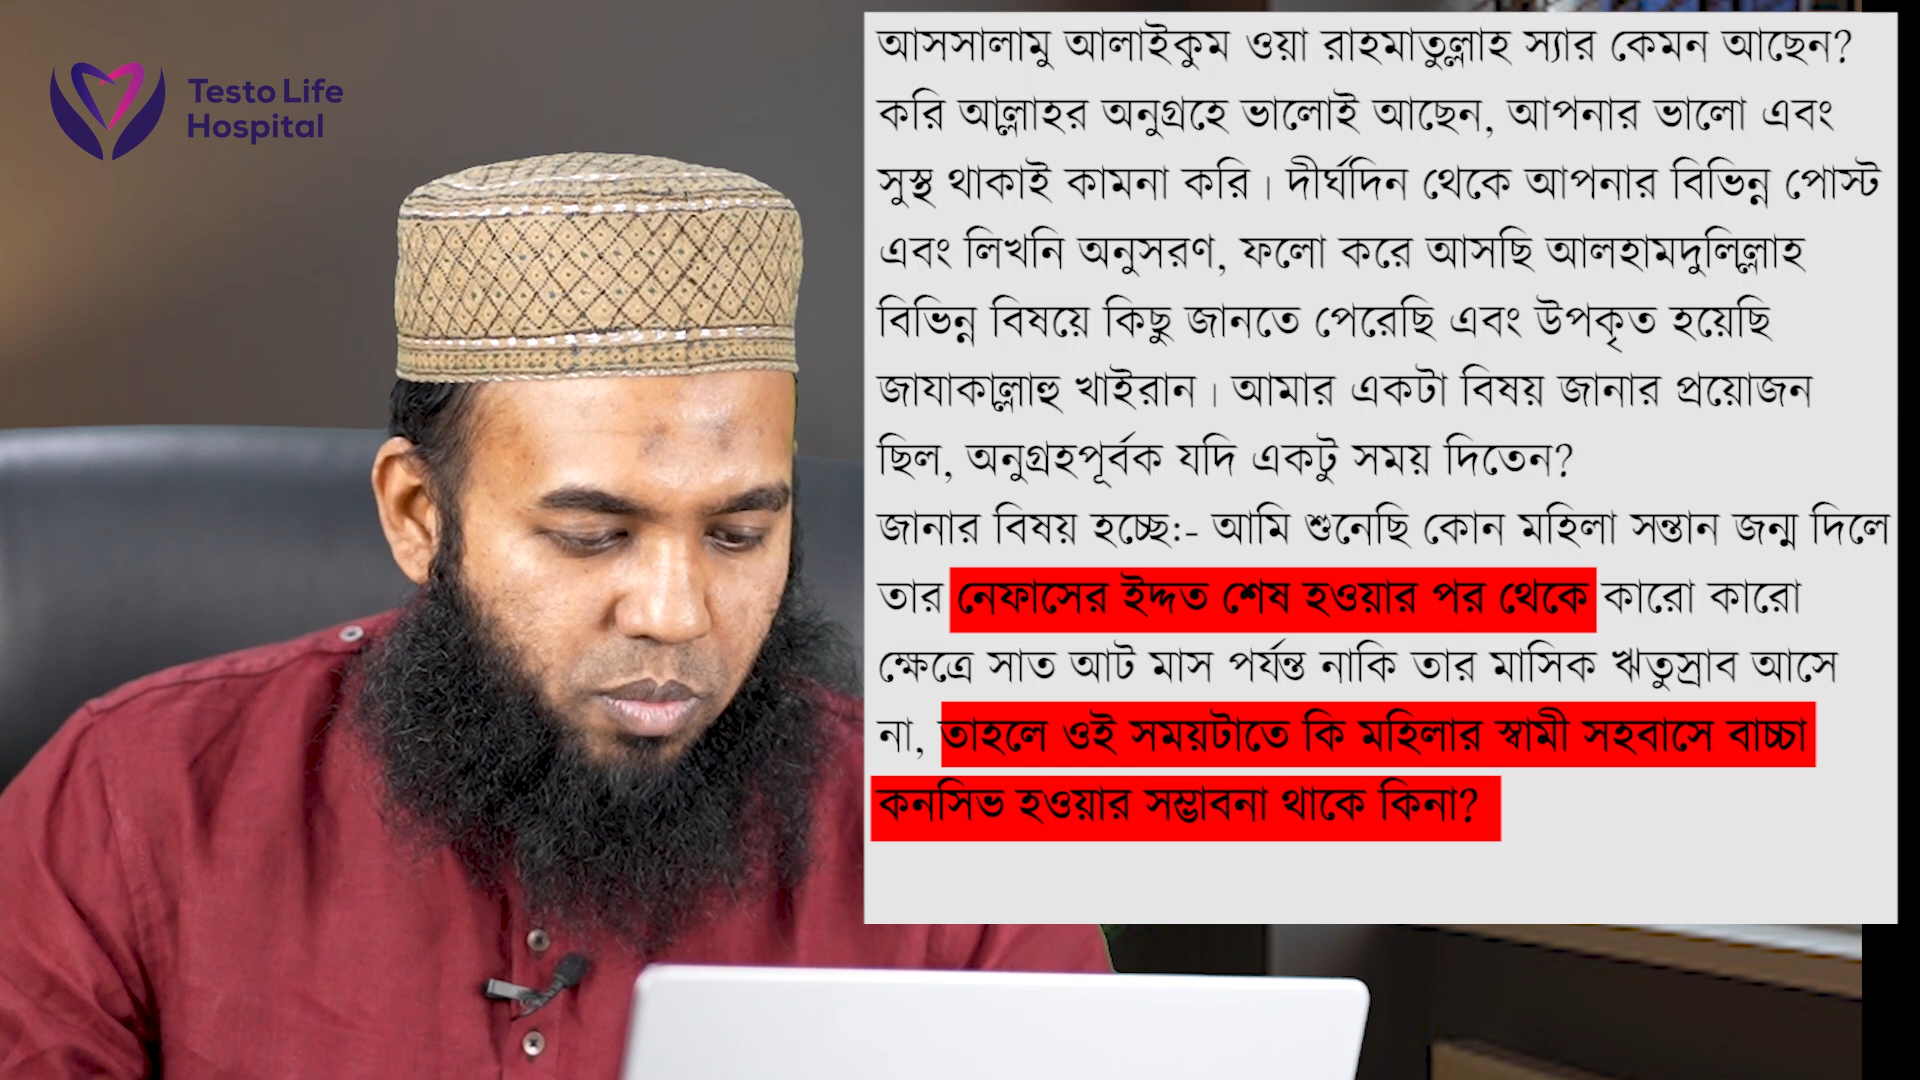 Testo Life
Hospital
আসসালামু আলাইকুম ওয়া রাহমাতুল্লাহ স্যার কেমন আছেন?
করি আল্লাহর অনুগ্রহে ভালোই আছেন, আপনার ভালো এবং
সুস্থ থাকাই কামনা করি। দীর্ঘদিন থেকে আপনার বিভিন্ন পোস্ট
এবং লিখনি অনুসরণ, ফলো করে আসছি আলহামদুলিল্লাহ
বিভিন্ন বিষয়ে কিছু জানতে পেরেছি এবং উপকৃত হয়েছি
জাযাকাল্লাহু খাইরান। আমার একটা বিষয় জানার প্রয়োজন
ছিল, অনুগ্রহপূর্বক যদি একটু সময় দিতেন?
জানার বিষয় হচ্ছে:- আমি শুনেছি কোন মহিলা সন্তান জন্ম দিলে
তার নেফাসের ইদ্দত শেষ হওয়ার পর থেকে কারো কারো
ক্ষেত্রে সাত আট মাস পর্যন্ত নাকি তার মাসিক ঋতুস্রাব আসে
না, তাহলে ওই সময়টাতে কি মহিলার স্বামী সহবাসে বাচ্চা
কনসিভ হওয়ার সম্ভাবনা থাকে কিনা?